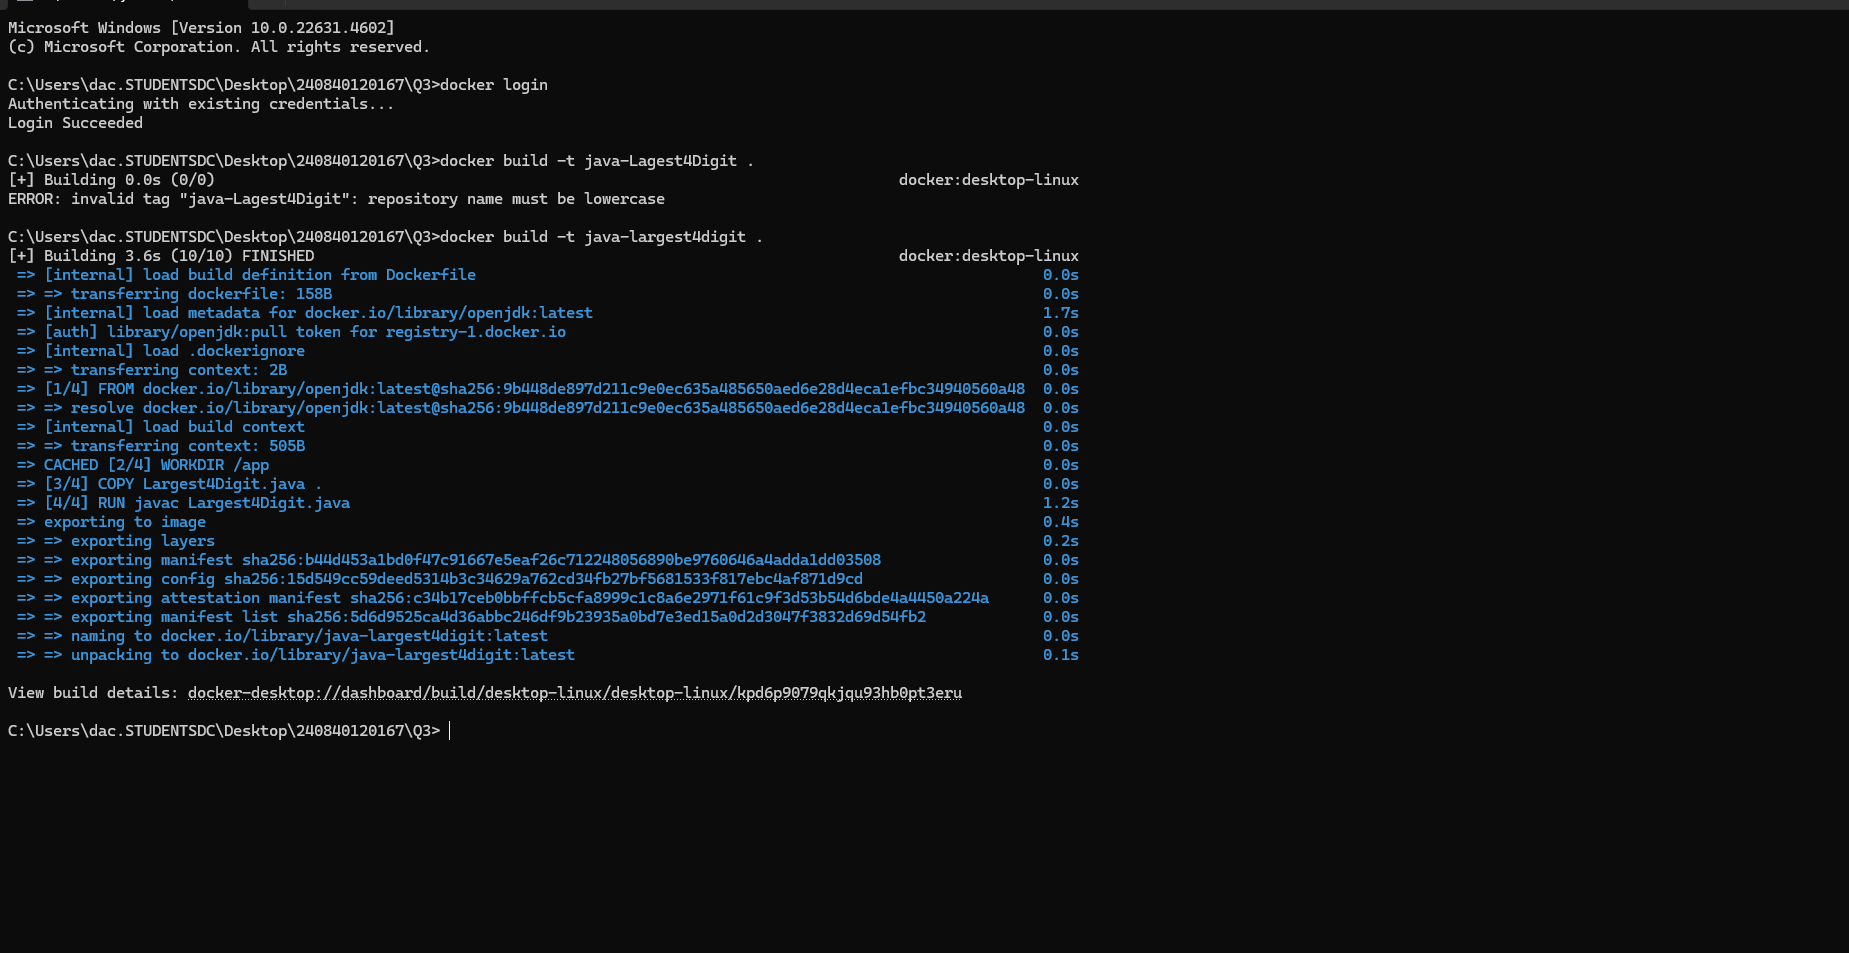 Microsoft Windows [Version 10.0.22631.4602]
(c) Microsoft Corporation. All rights reserved.
C:\Users\dac.STUDENTSDC\Desktop\240840120167\Q3>docker login
Authenticating with existing credentials...
Login Succeeded
C:\Users\dac.STUDENTSDC\Desktop\240840120167\Q3>docker build -t java-Lagest4Digit .
[+] Building 0.0s (0/0) docker:desktop-linux
ERROR: invalid tag "java-Lagest4Digit": repository name must be lowercase
C:\Users\dac.STUDENTSDC\Desktop\240840120167\Q3>docker build -t java-largest4digit .
[+] Building 3.6s (10/10) FINISHED docker:desktop-linux
=> [internal] load build definition from Dockerfile 0.0s
=> => transferring dockerfile: 158B 0.0s
=> [internal] load metadata for docker.io/library/openjdk:latest 1.7s
=> [auth] library/openjdk:pull token for registry-1.docker.io 0.0s
=> [internal] load .dockerignore 0.0s
=> => transferring context: 2B 0.0s
=> [1/4] FROM docker.io/library/openjdk:latest@sha256:9b448de897d211c9e0ec635a485650aed6e28d4eca1efbc34940560a48 0.0s
=> => resolve docker.io/library/openjdk:latest@sha256:9b448de897d211c9e0ec635a485650aed6e28d4eca1efbc34940560a48 0.0s
=> [internal] load build context 0.0s
=> => transferring context: 505B 0.0s
=> CACHED [2/4] WORKDIR /app 0.0s
=> [3/4] COPY Largest4Digit.java . 0.0s
=> [4/4] RUN javac Largest4Digit.java 1.2s
=> exporting to image 0.4s
=> => exporting layers 0.2s
=> => exporting manifest sha256:b44d453a1bd0f47c91667e5eaf26c712248056890be9760646a4adda1dd03508 0.0s
=> => exporting config sha256:15d549cc59deed5314b3c34629a762cd34fb27bf5681533f817ebc4af871d9cd 0.0s
=> => exporting attestation manifest sha256:c34b17ceb0bbffcb5cfa8999c1c8a6e2971f61c9f3d53b54d6bde4a4450a224a 0.0s
=> => exporting manifest list sha256:5d6d9525ca4d36abbc246df9b23935a0bd7e3ed15a0d2d3047f3832d69d54fb2 0.0s
=> => naming to docker.io/library/java-largest4digit:latest 0.0s
=> => unpacking to docker.io/library/java-largest4digit:latest 0.1s
View build details: docker-desktop://dashboard/build/desktop-linux/desktop-linux/kpd6p9079qkjqu93hb0pt3eru
C:\Users\dac.STUDENTSDC\Desktop\240840120167\Q3>